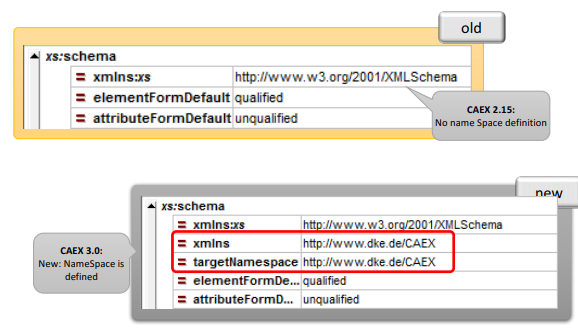 old
xs:schema
= xmlns:xs http://www.w3.org/2001/XMLSchema
= elementFormDefault qualified
= attributeFormDefault unqualified
CAEX 2.15:
No name Space definition
new
xs:schema
= xmlns:xs http://www.w3.org/2001/XMLSchema
= xmlns http://www.dke.de/CAEX
= targetNamespace http://www.dke.de/CAEX
= elementFormDe... qualified
= attributeFormD... unqualified
CAEX 3.0:
New: NameSpace is
defined